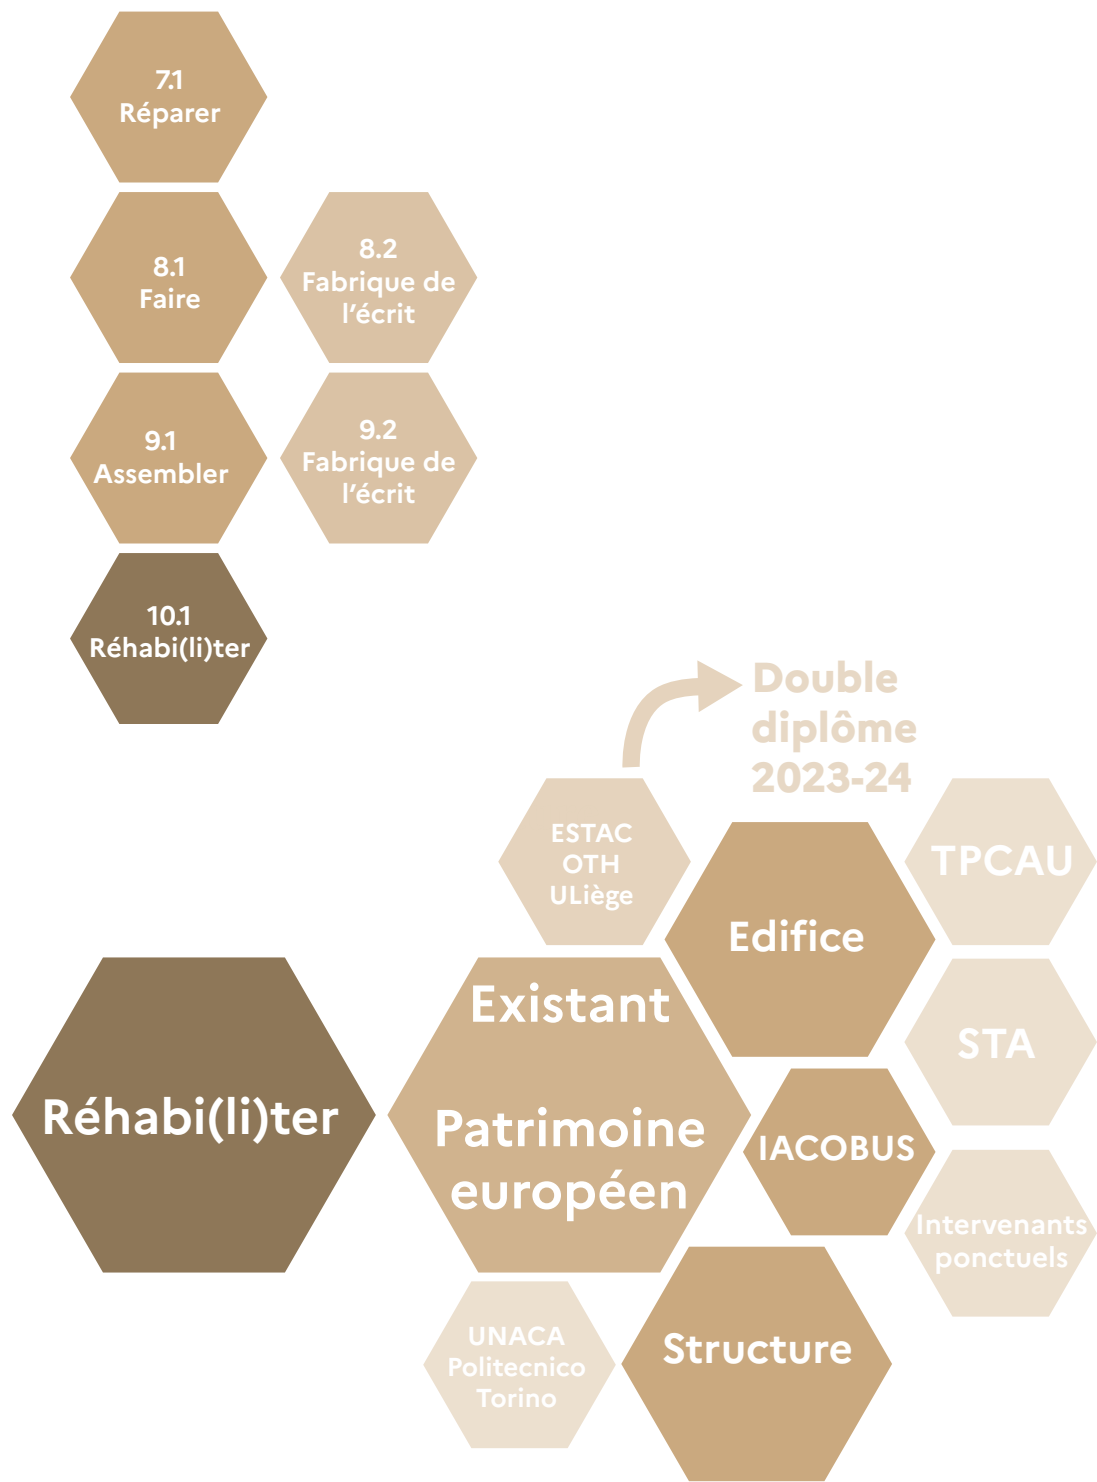 7.1
Réparer
8.1
Faire
8.2
Fabrique de
l’écrit
9.1
Assembler
9.2
Fabrique de
l’écrit
10.1
Réhabi(li)ter
Double
diplôme
2023-24
ESTAC
OTH
ULiège
Edifice
TPCAU
Existant
Patrimoine
européen
STA
Réhabi(li)ter
IACOBUS
Intervenants
ponctuels
UNACA
Politecnico
Torino
Structure